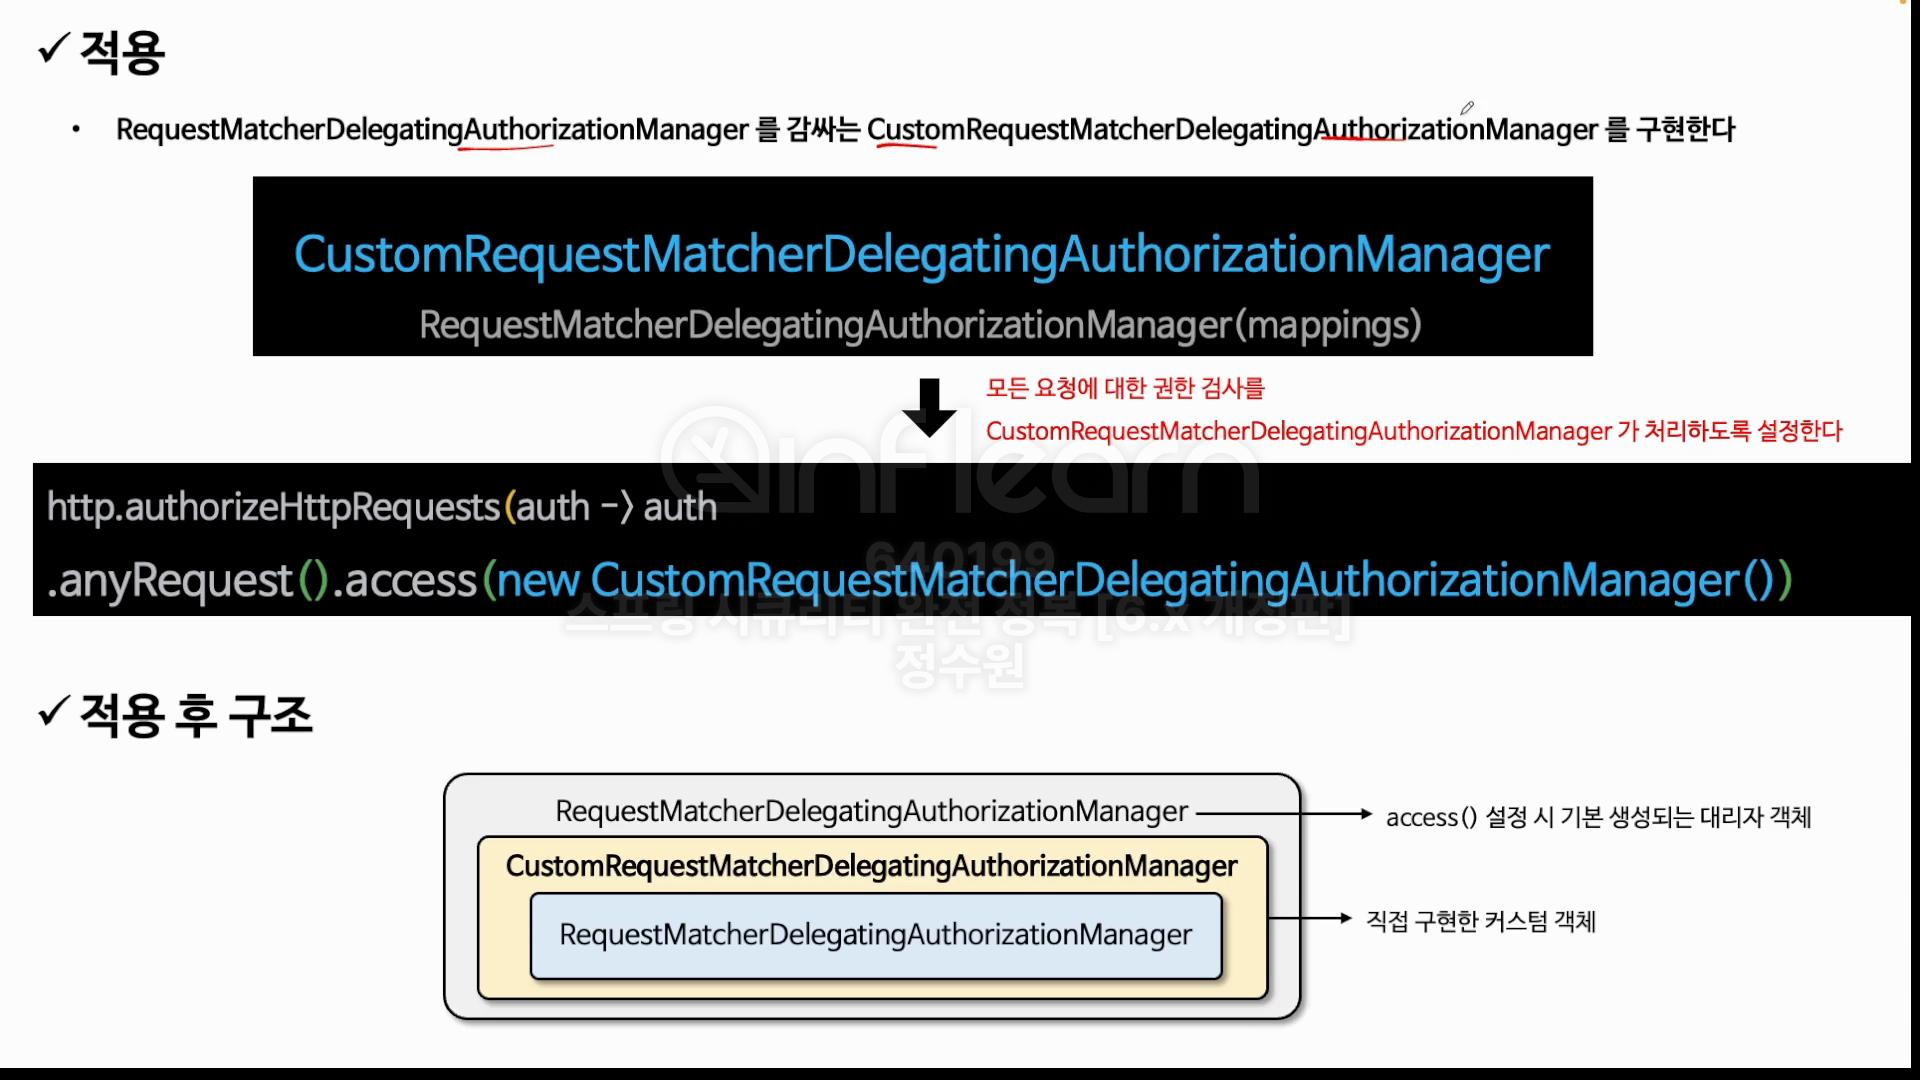 ✓ 적용
• RequestMatcherDelegatingAuthorizationManager 를 감싸는 CustomRequestMatcherDelegatingAuthorizationManager 를 구현한다
CustomRequestMatcherDelegatingAuthorizationManager
RequestMatcherDelegatingAuthorizationManager(mappings)
모든 요청에 대한 권한 검사를
CustomRequestMatcherDelegatingAuthorizationManager 가 처리하도록 설정한다
inflearn
http.authorizeHttpRequests(auth -> auth
640199
.anyRequest().access(new CustomRequestMatcherDelegatingAuthorizationManager())
스프링 시큐리티 완전 정복 [6.x 개정판]
정수원
✓ 적용 후 구조
RequestMatcherDelegatingAuthorizationManager
access() 설정 시 기본 생성되는 대리자 객체
CustomRequestMatcherDelegatingAuthorizationManager
RequestMatcherDelegatingAuthorizationManager
직접 구현한 커스텀 객체